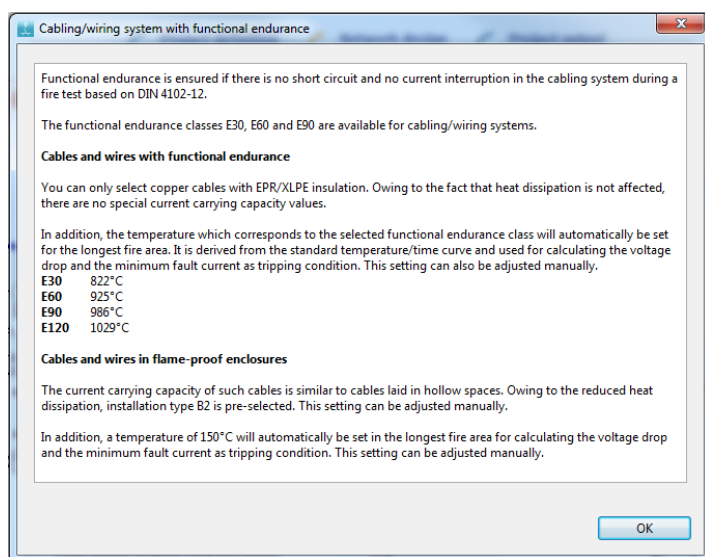 Cabling/wiring system with functional endurance
Functional endurance is ensured if there is no short circuit and no current interruption in the cabling system during a
fire test based on DIN 4102-12.
The functional endurance classes E30, E60 and E90 are available for cabling/wiring systems.
Cables and wires with functional endurance
You can only select copper cables with EPR/XLPE insulation. Owing to the fact that heat dissipation is not affected,
there are no special current carrying capacity values.
In addition, the temperature which corresponds to the selected functional endurance class will automatically be set
for the longest fire area. It is derived from the standard temperature/time curve and used for calculating the voltage
drop and the minimum fault current as tripping condition. This setting can also be adjusted manually.
E30 822°C
E60 925°C
E90 986°C
E120 1029°C
Cables and wires in flame-proof enclosures
The current carrying capacity of such cables is similar to cables laid in hollow spaces. Owing to the reduced heat
dissipation, installation type B2 is pre-selected. This setting can be adjusted manually.
In addition, a temperature of 150°C will automatically be set in the longest fire area for calculating the voltage drop
and the minimum fault current as tripping condition. This setting can be adjusted manually.
OK